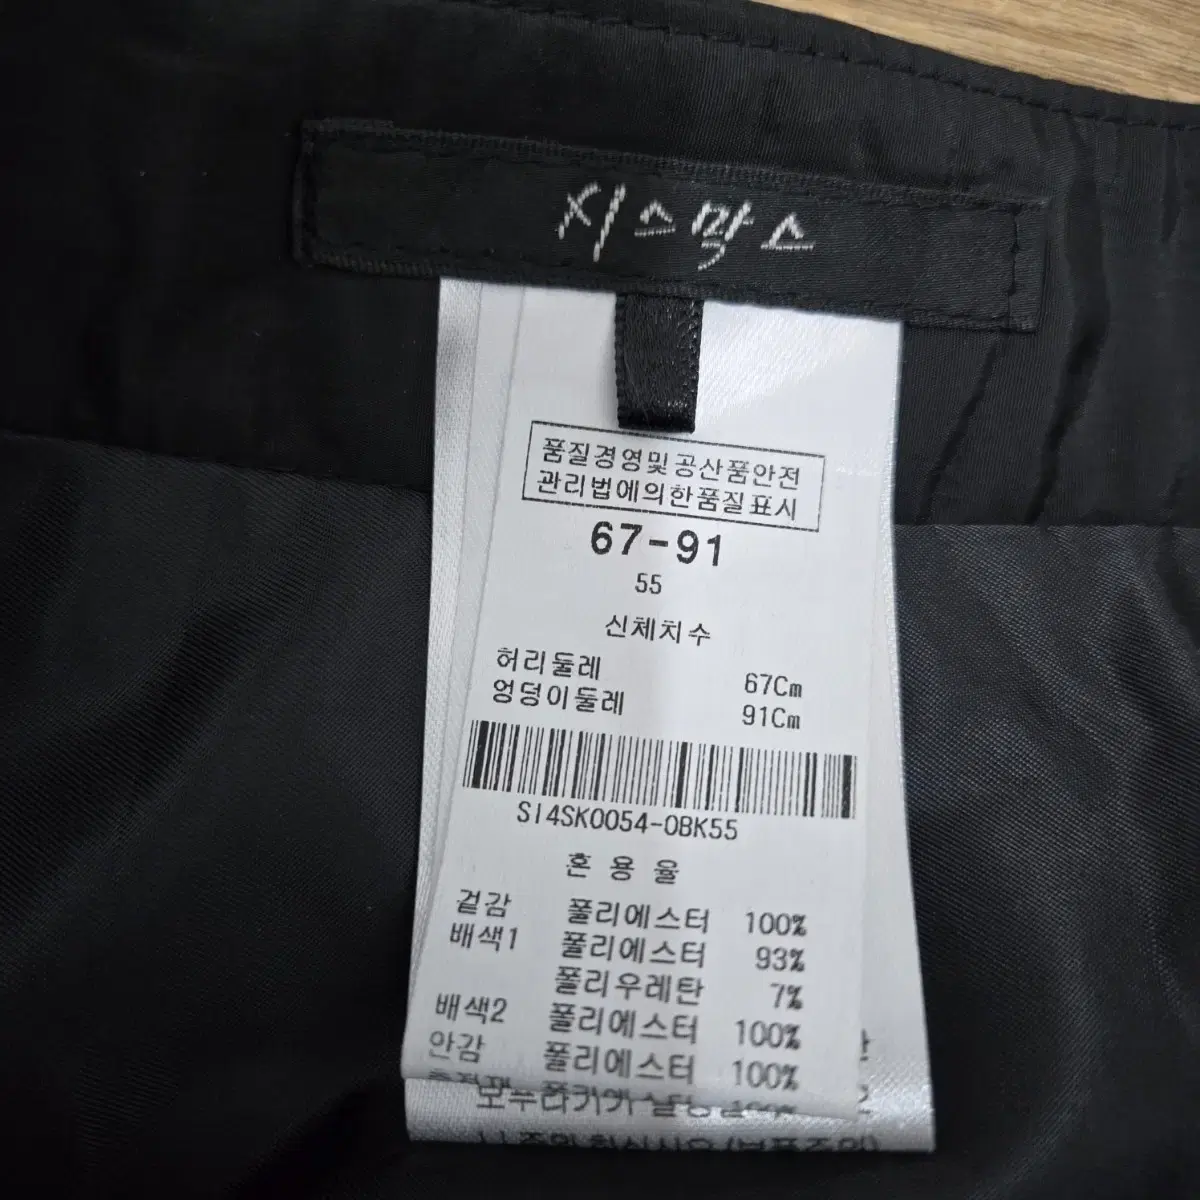 시스막스
품질경영및공산품안전
관리법에의한품질표시
67-91
55
신체치수
허리둘레 67Cm
엉덩이둘레 91Cm
SI4SK0054-0BK55
혼 용 율
겉감 폴리에스터 100%
배색1 폴리에스터 93%
폴리우레탄 7%
배색2 폴리에스터 100%
안감 폴리에스터 100%